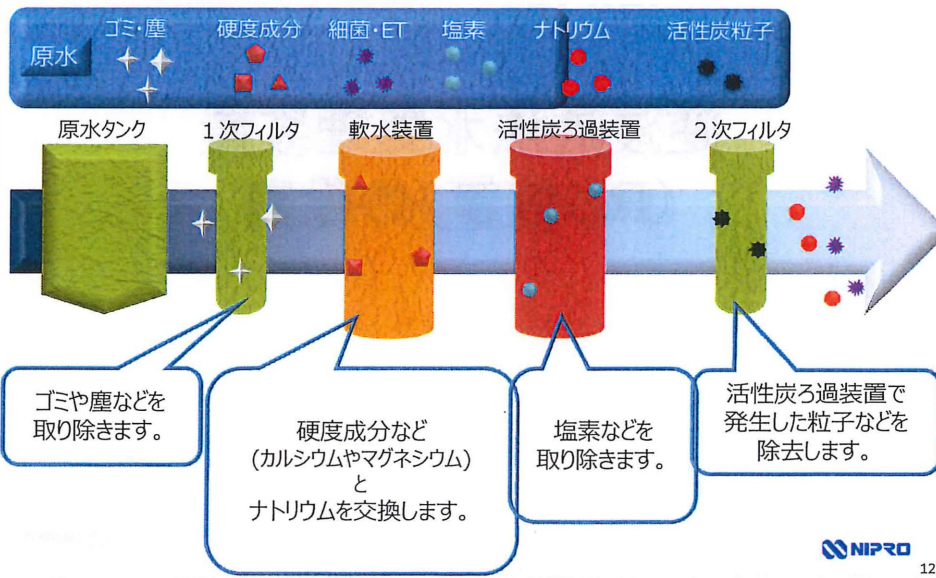 原水
ゴミ・塵
硬度成分
細菌・ET
塩素
ナトリウム
活性炭粒子
原水タンク
1次フィルタ
軟水装置
活性炭ろ過装置
2次フィルタ
ゴミや塵などを
取り除きます。
硬度成分など
(カルシウムやマグネシウム)
と
ナトリウムを交換します。
塩素などを
取り除きます。
活性炭ろ過装置で
発生した粒子などを
除去します。
NIPRO
12